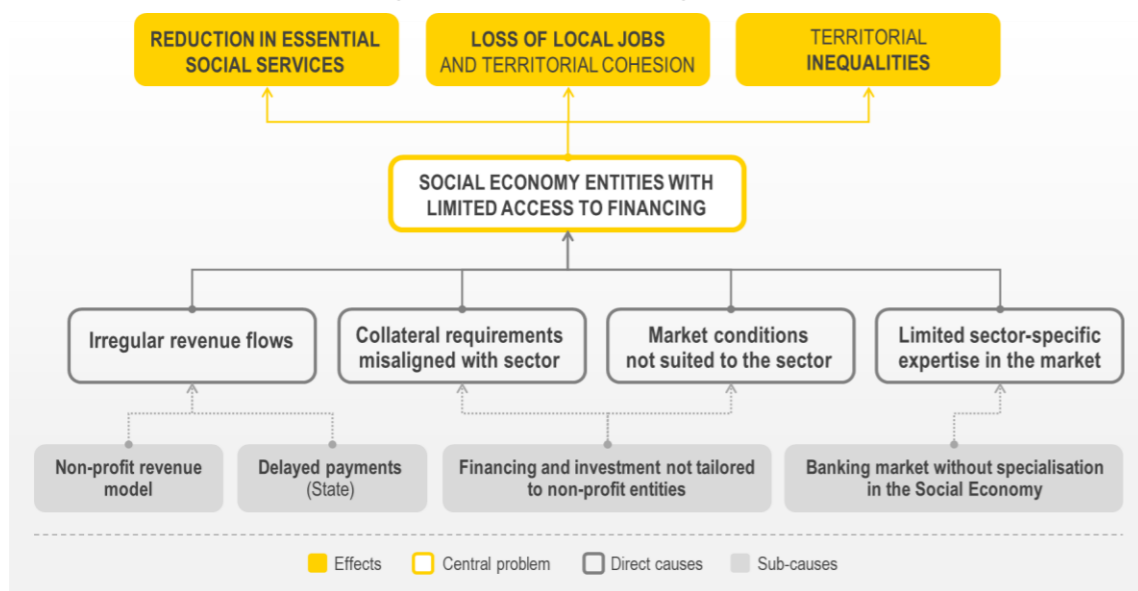 REDUCTION IN ESSENTIAL
SOCIAL SERVICES
LOSS OF LOCAL JOBS
AND TERRITORIAL COHESION
TERRITORIAL
INEQUALITIES
SOCIAL ECONOMY ENTITIES WITH
LIMITED ACCESS TO FINANCING
Irregular revenue flows
Collateral requirements
misaligned with sector
Market conditions
not suited to the sector
Limited sector-specific
expertise in the market
Non-profit revenue
model
Delayed payments
(State)
Financing and investment not tailored
to non-profit entities
Banking market without specialisation
in the Social Economy
Effects
Central problem
Direct causes
Sub-causes